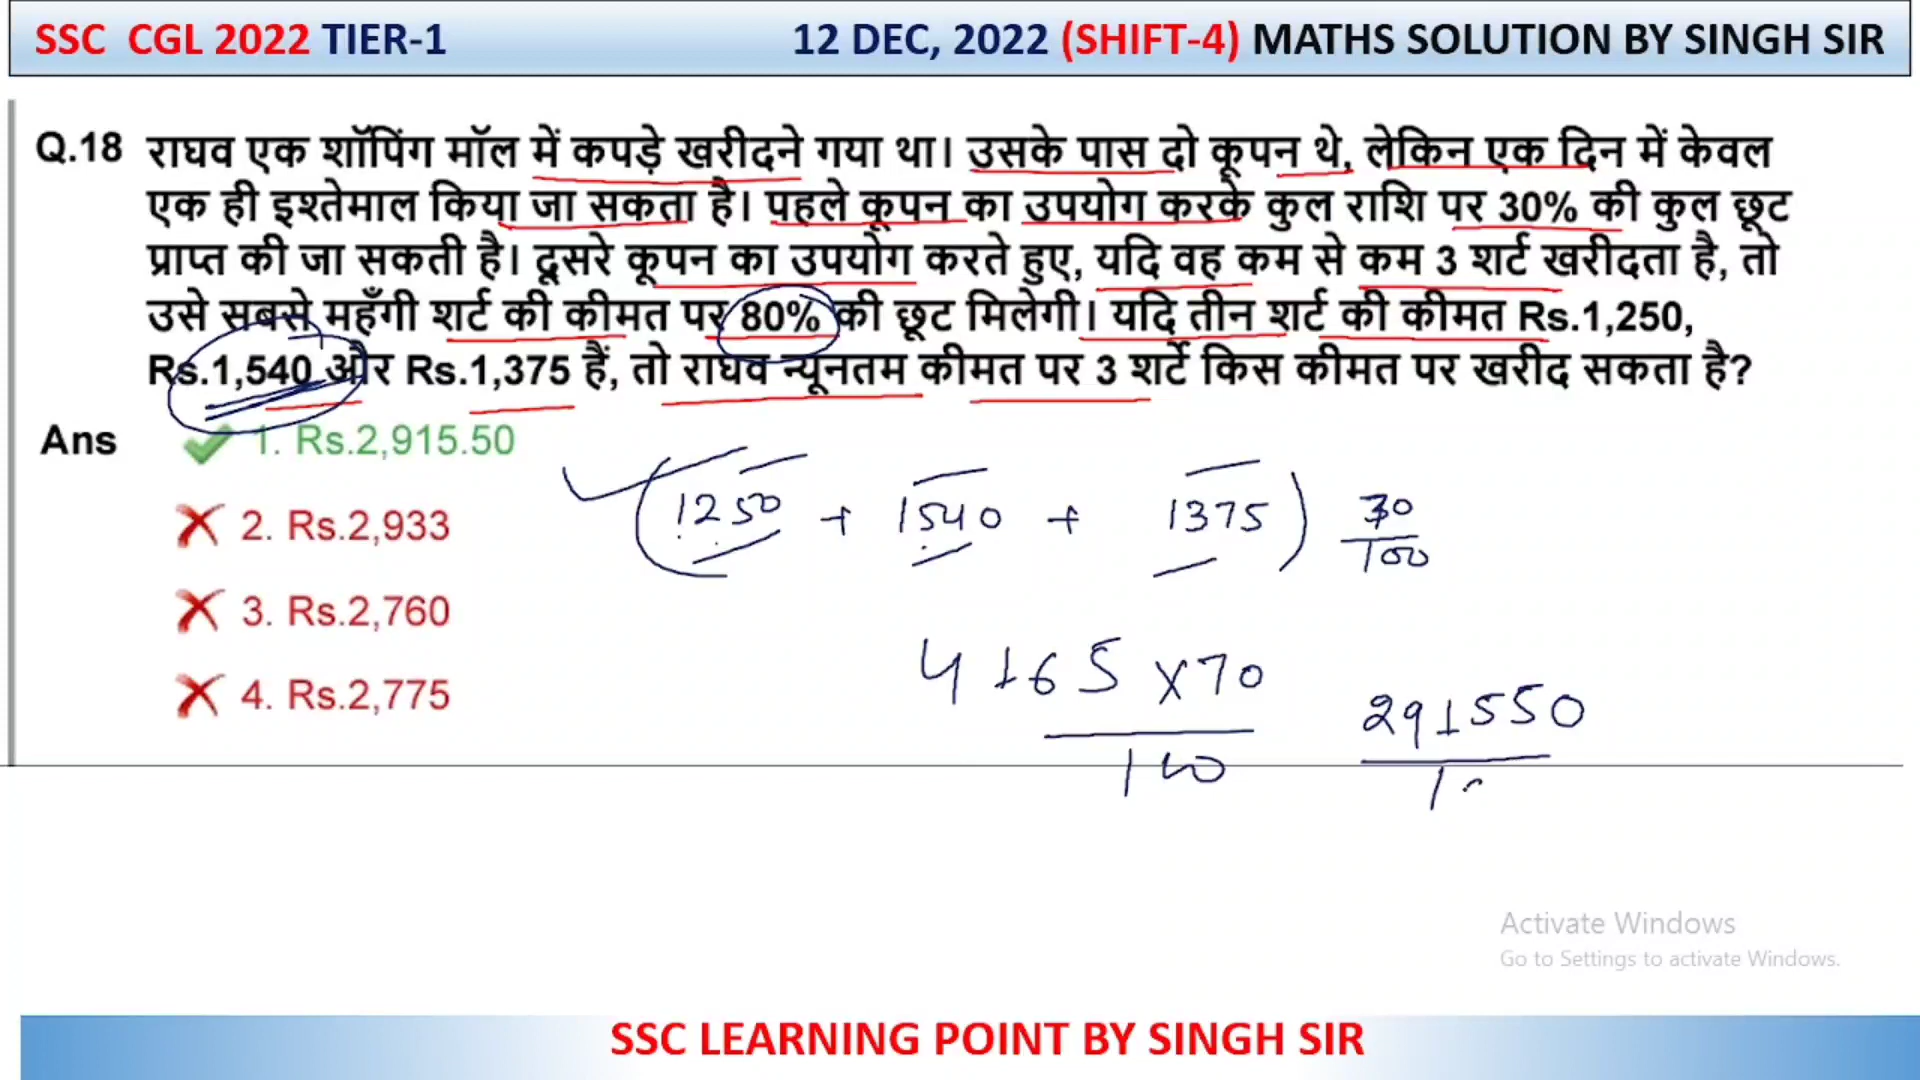 SSC CGL 2022 TIER-1 12 DEC, 2022 (SHIFT-4) MATHS SOLUTION BY SINGH SIR
Q.18 राघव एक शॉपिंग मॉल में कपड़े खरीदने गया था। उसके पास दो कूपन थे, लेकिन एक दिन में केवल
एक ही इश्तेमाल किया जा सकता है। पहले कूपन का उपयोग करके कुल राशि पर 30% की कुल छूट
प्राप्त की जा सकती है। दूसरे कूपन का उपयोग करते हुए, यदि वह कम से कम 3 शर्ट खरीदता है, तो
उसे सबसे महँगी शर्ट की कीमत पर 80% की छूट मिलेगी। यदि तीन शर्ट की कीमत Rs.1,250,
Rs.1,540 और Rs.1,375 हैं, तो राघव न्यूनतम कीमत पर 3 शर्टे किस कीमत पर खरीद सकता है?
Ans 1. Rs.2,915.50
2. Rs.2,933
3. Rs.2,760
4. Rs.2,775
(1250 + 1540 + 1375) 70/100
4165 x 70
100
291550
Activate Windows
Go to Settings to activate Windows.
SSC LEARNING POINT BY SINGH SIR